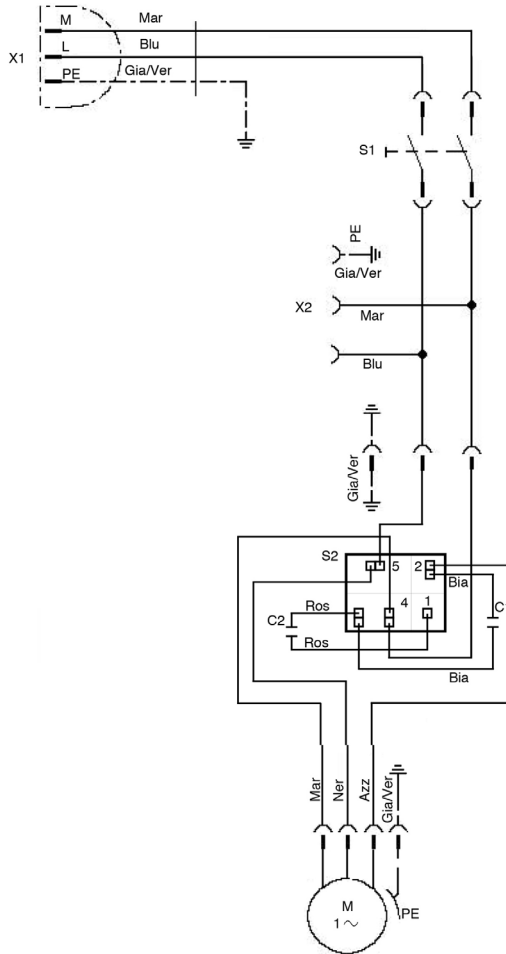 M
Mar
L
Blu
X1
PE
Gia/Ver
S1
PE
Gia/Ver
X2
Mar
Blu
Gia/Ver
S2
5
2
Bia
Ros
4
1
C2
Ros
Bia
Mar
Ner
Azz
Gia/Ver
M
1
PE